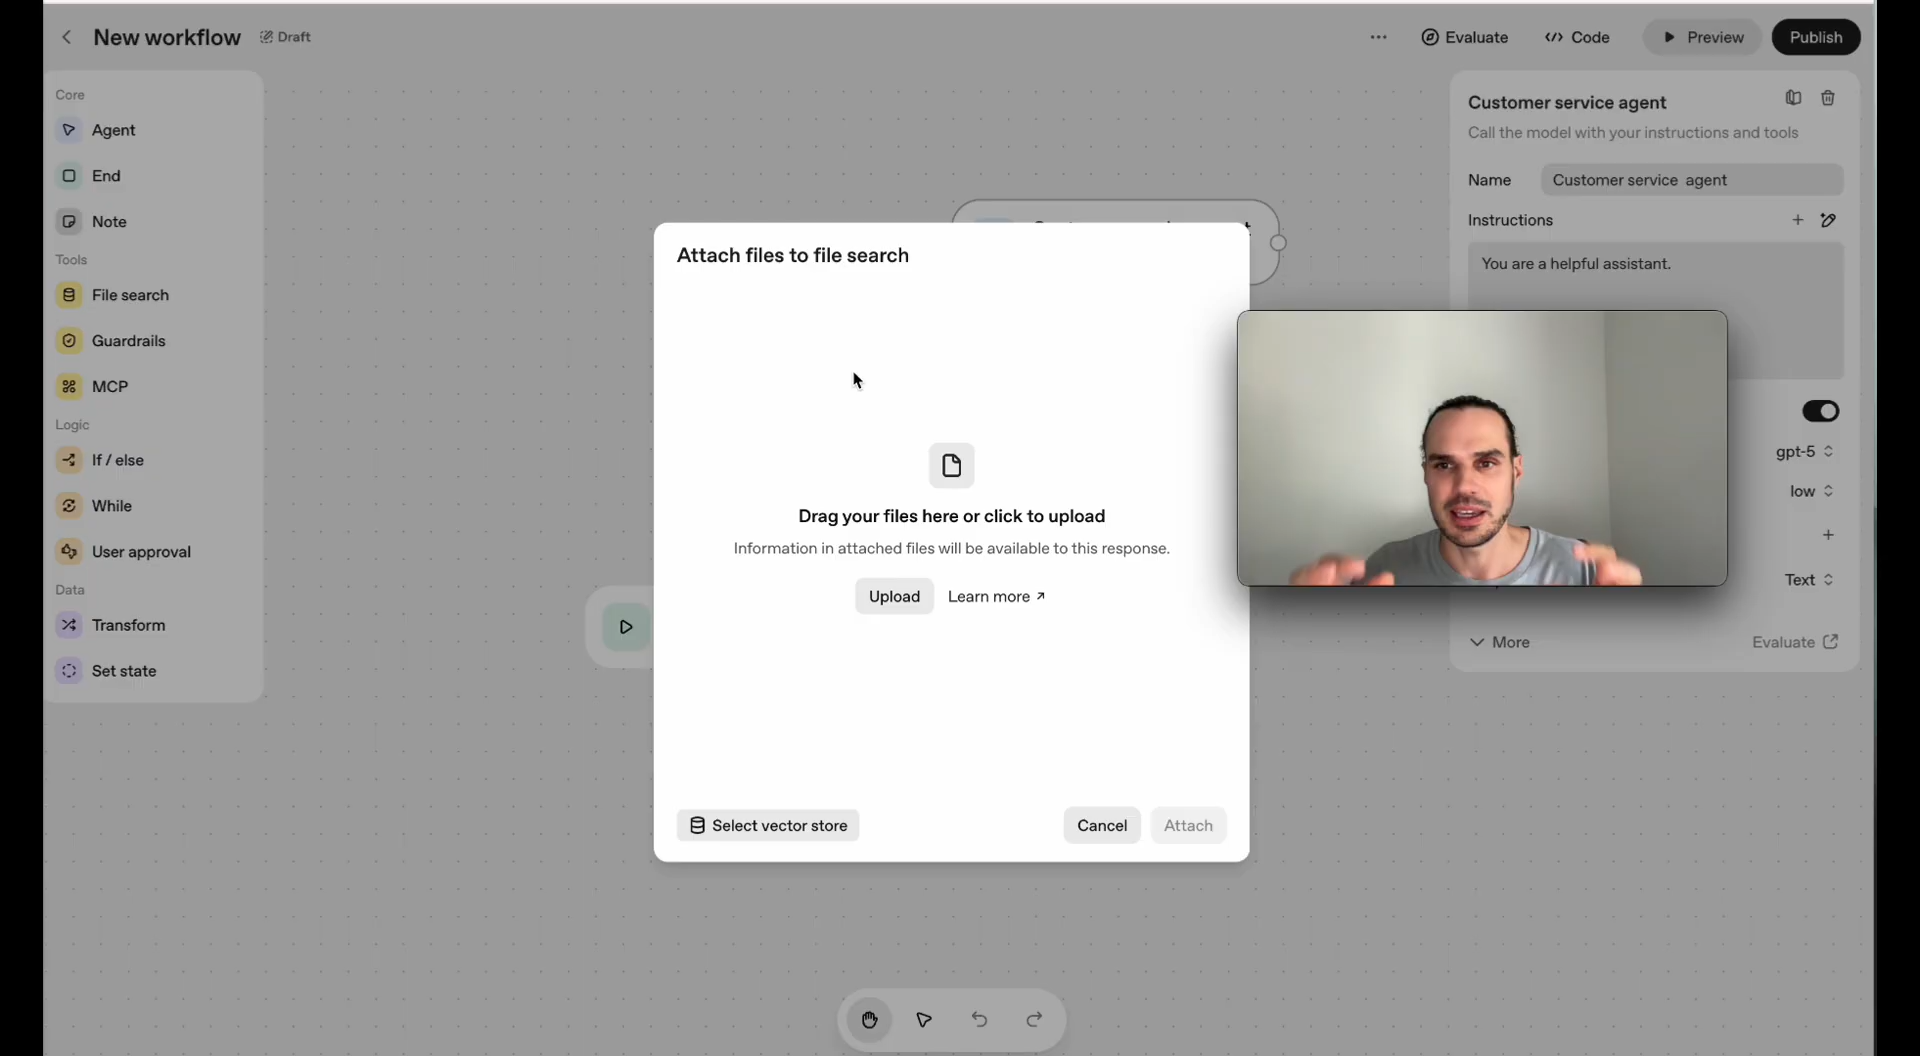 New workflow
Draft
Evaluate
Code
Preview
Publish
Core
Agent
End
Note
Tools
File search
Guardrails
MCP
Logic
If / else
While
User approval
Data
Transform
Set state
Attach files to file search
Drag your files here or click to upload
Information in attached files will be available to this response.
Upload
Learn more ↗
Select vector store
Cancel
Attach
Customer service agent
Call the model with your instructions and tools
Name
Customer service agent
Instructions
You are a helpful assistant.
gpt-5
low
Text
More
Evaluate